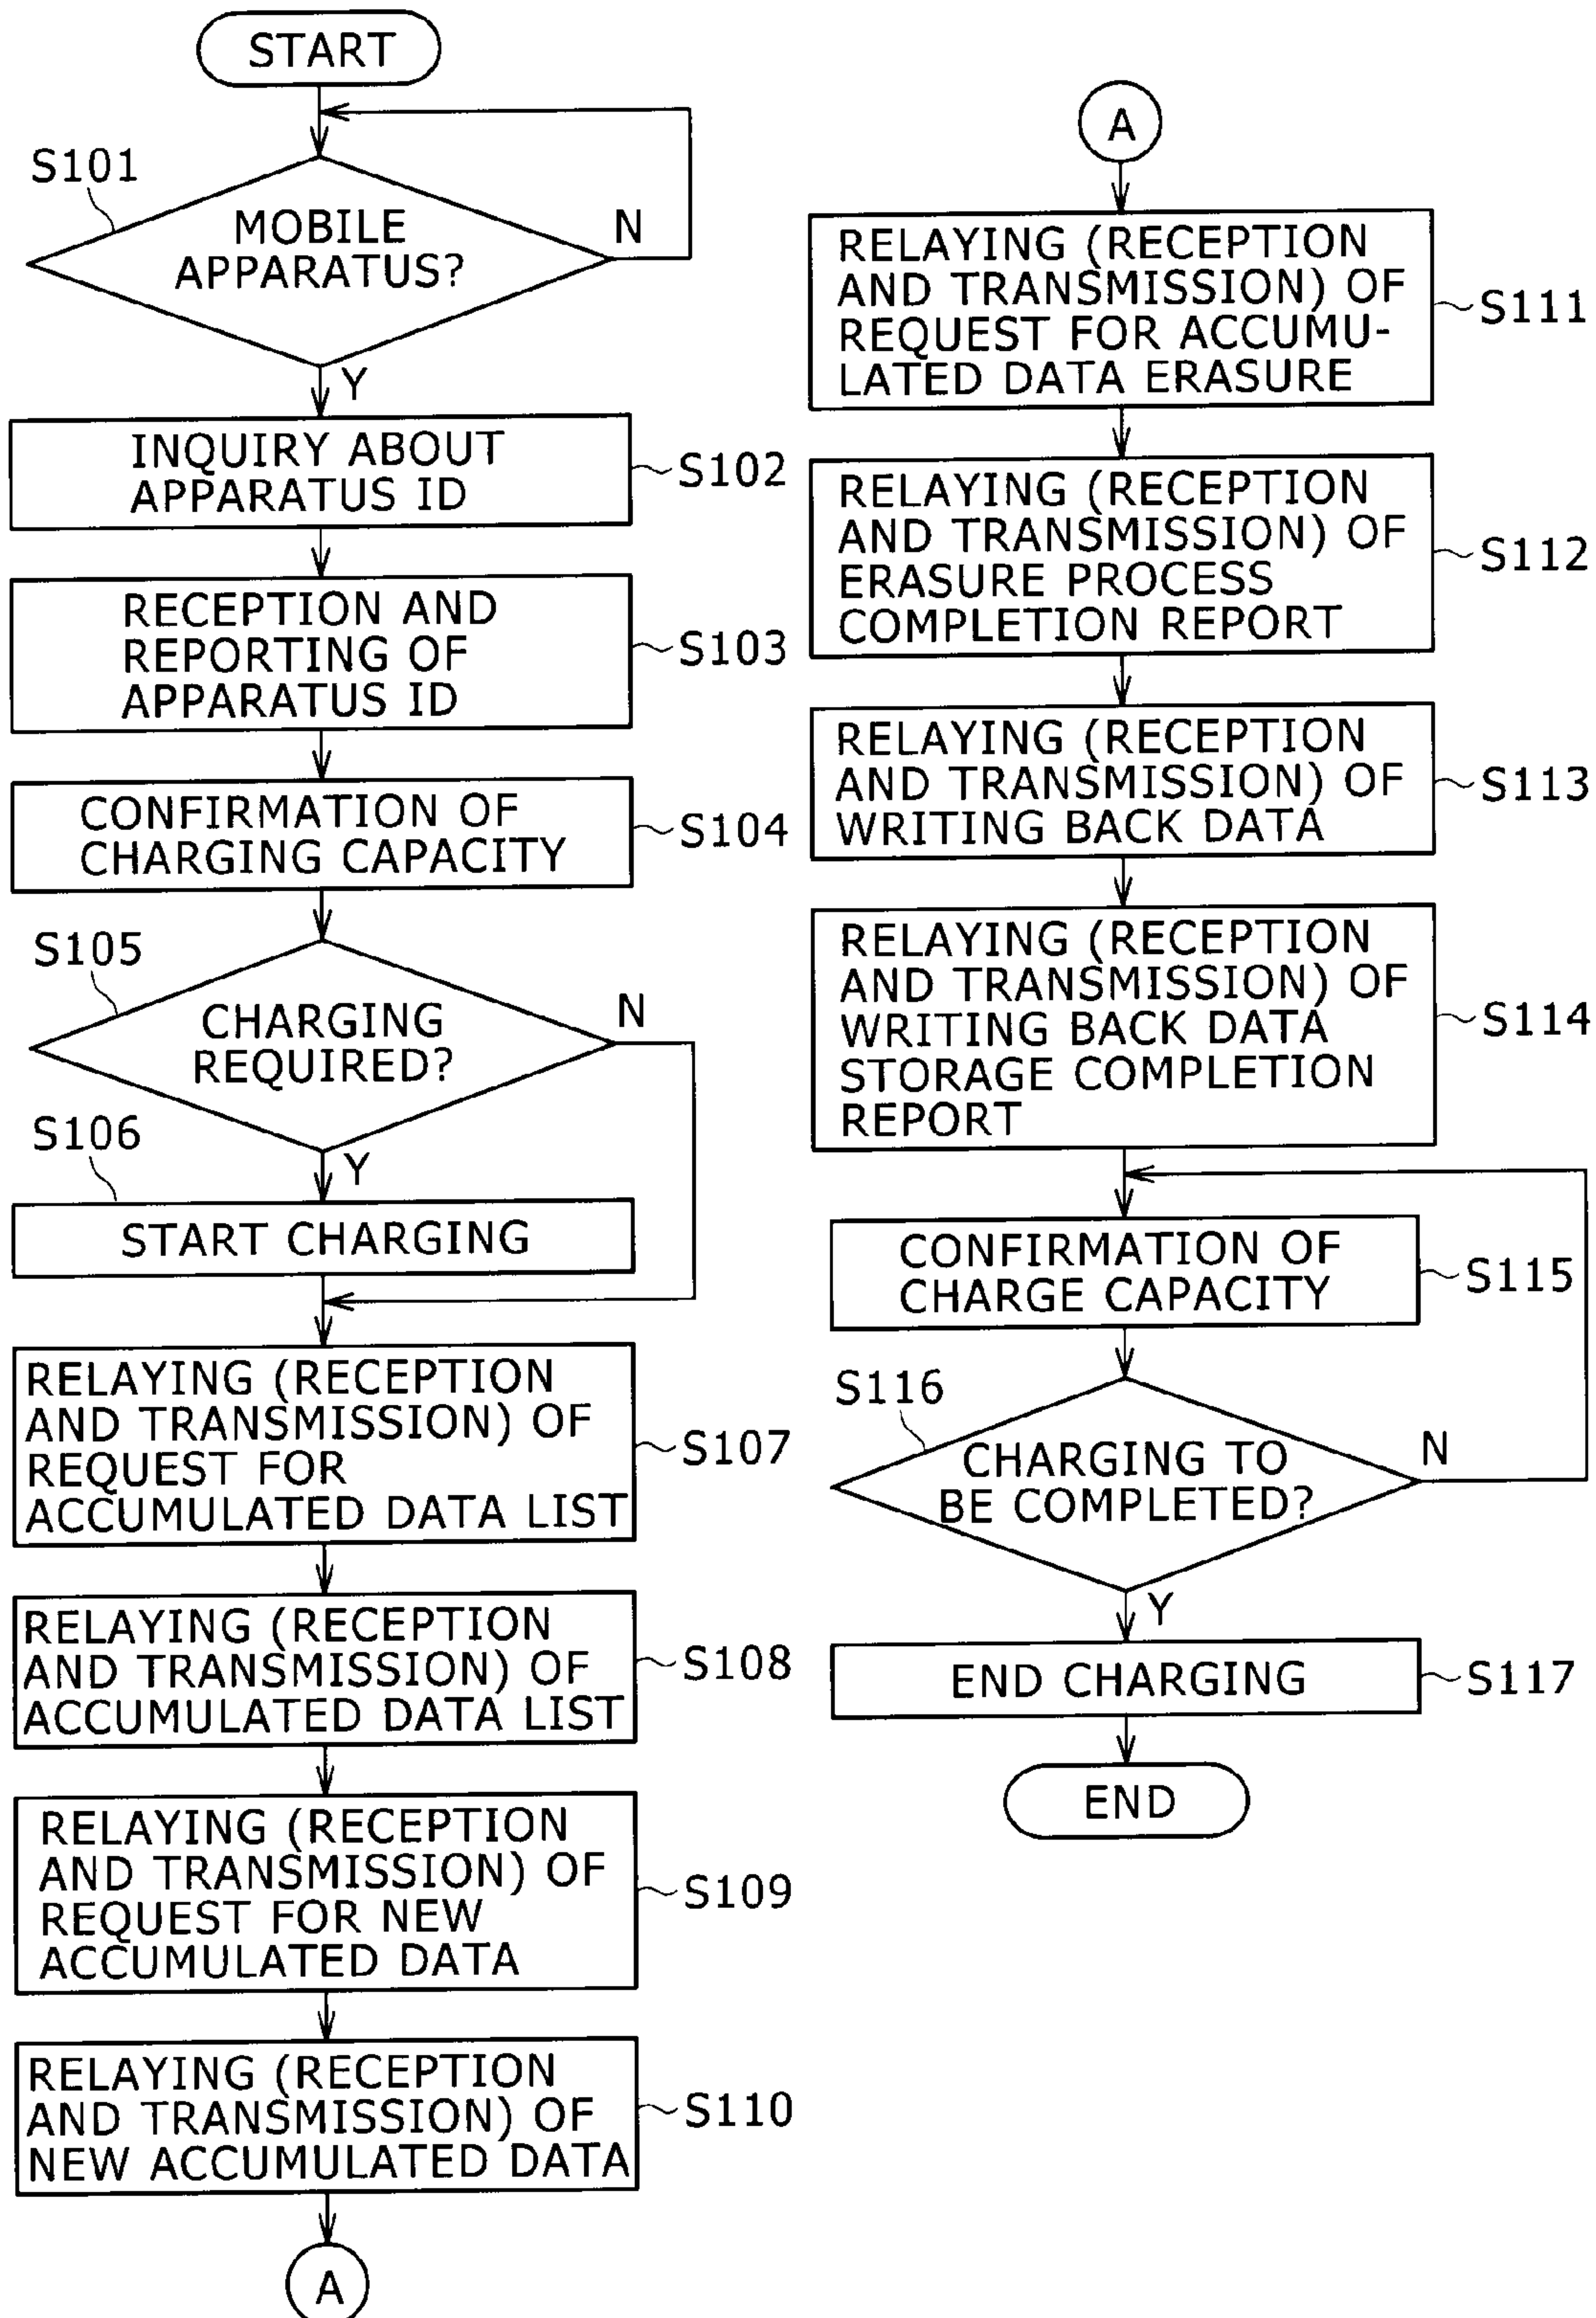 START
S101
MOBILE
APPARATUS?
N
Y
INQUIRY ABOUT
APPARATUS ID
S102
RECEPTION AND
REPORTING OF
APPARATUS ID
S103
CONFIRMATION OF
CHARGING CAPACITY
S104
S105
CHARGING
REQUIRED?
N
Y
S106
START CHARGING
RELAYING (RECEPTION
AND TRANSMISSION) OF
REQUEST FOR
ACCUMULATED DATA LIST
S107
RELAYING (RECEPTION
AND TRANSMISSION) OF
ACCUMULATED DATA LIST
S108
RELAYING (RECEPTION
AND TRANSMISSION) OF
REQUEST FOR NEW
ACCUMULATED DATA
S109
RELAYING (RECEPTION
AND TRANSMISSION) OF
NEW ACCUMULATED DATA
S110
A
A
RELAYING (RECEPTION
AND TRANSMISSION) OF
REQUEST FOR ACCUMU-
LATED DATA ERASURE
S111
RELAYING (RECEPTION
AND TRANSMISSION) OF
ERASURE PROCESS
COMPLETION REPORT
S112
RELAYING (RECEPTION
AND TRANSMISSION) OF
WRITING BACK DATA
S113
RELAYING (RECEPTION
AND TRANSMISSION) OF
WRITING BACK DATA
STORAGE COMPLETION
REPORT
S114
CONFIRMATION OF
CHARGE CAPACITY
S115
S116
CHARGING TO
BE COMPLETED?
N
Y
END CHARGING
S117
END